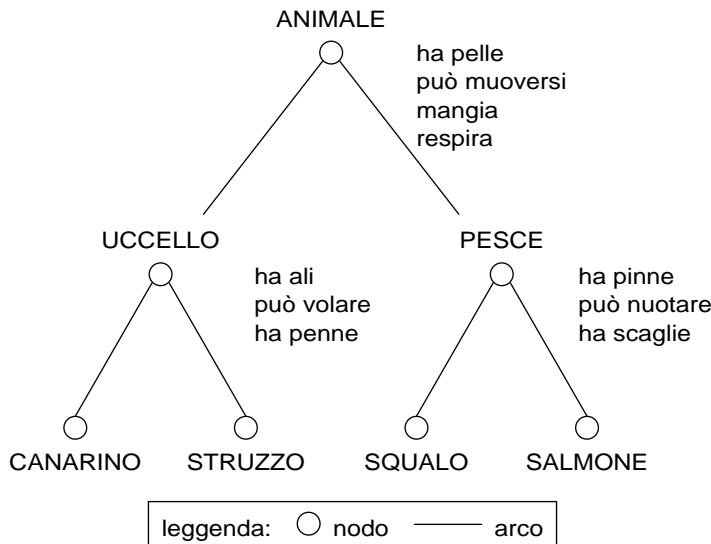 ANIMALE
ha pelle
può muoversi
mangia
respira
UCCELLO
PESCE
ha ali
può volare
ha penne
ha pinne
può nuotare
ha scaglie
CANARINO
STRUZZO
SQUALO
SALMONE
leggenda: nodo arco